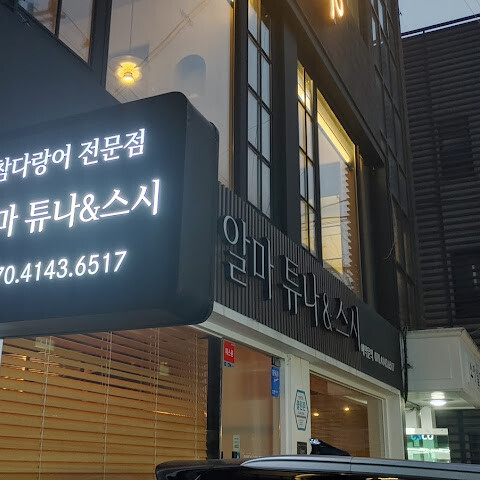 참다랑어 전문점
마 튜나&스시
70.4143.6517
알마 튜나&스시